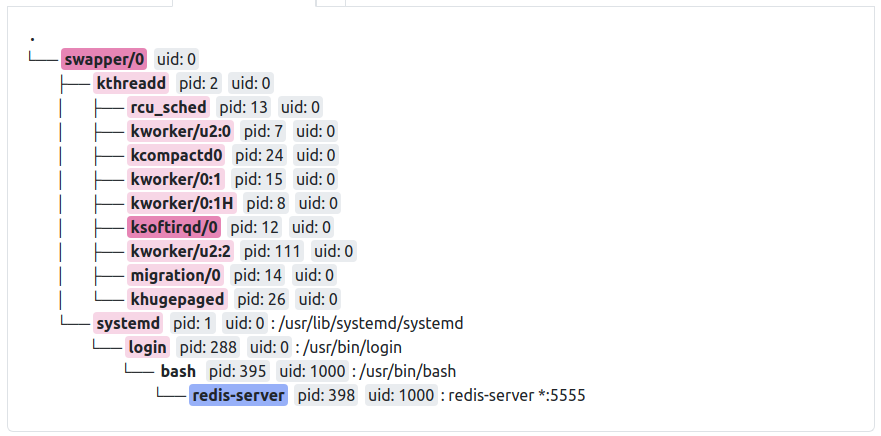 .
swapper/0 uid: 0
kthreadd pid: 2 uid: 0
rcu_sched pid: 13 uid: 0
kworker/u2:0 pid: 7 uid: 0
kcompactd0 pid: 24 uid: 0
kworker/0:1 pid: 15 uid: 0
kworker/0:1H pid: 8 uid: 0
ksoftirqd/0 pid: 12 uid: 0
kworker/u2:2 pid: 111 uid: 0
migration/0 pid: 14 uid: 0
khugepaged pid: 26 uid: 0
systemd pid: 1 uid: 0 : /usr/lib/systemd/systemd
login pid: 288 uid: 0 : /usr/bin/login
bash pid: 395 uid: 1000 : /usr/bin/bash
redis-server pid: 398 uid: 1000 : redis-server *:5555